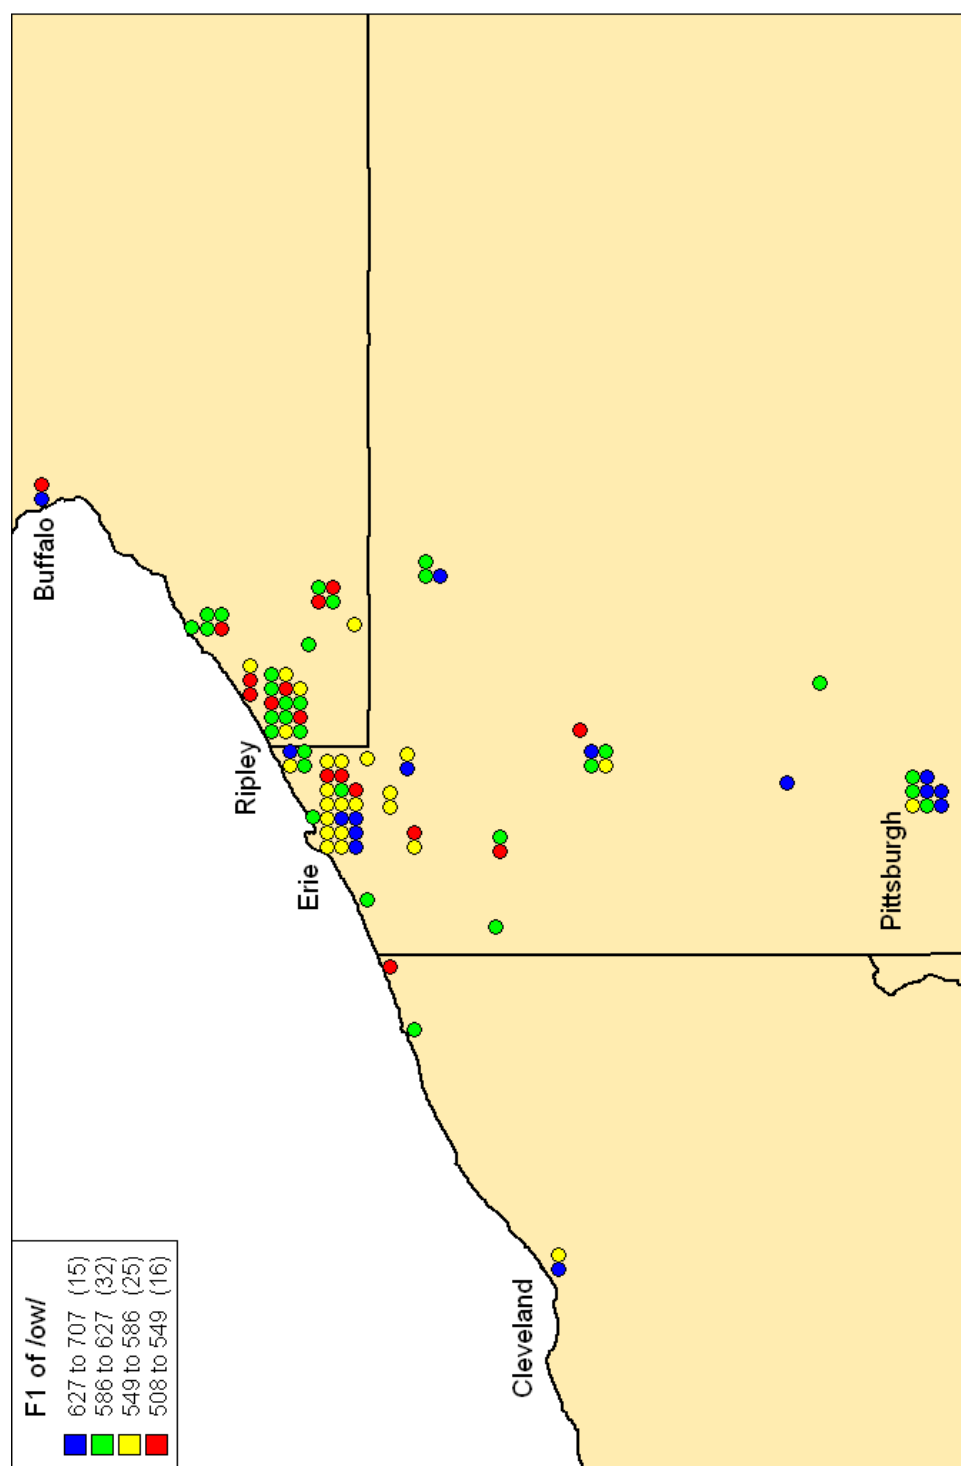 F1 of /ow/
627 to 707 (15)
586 to 627 (32)
549 to 586 (25)
508 to 549 (16)
Buffalo
Ripley
Erie
Cleveland
Pittsburgh